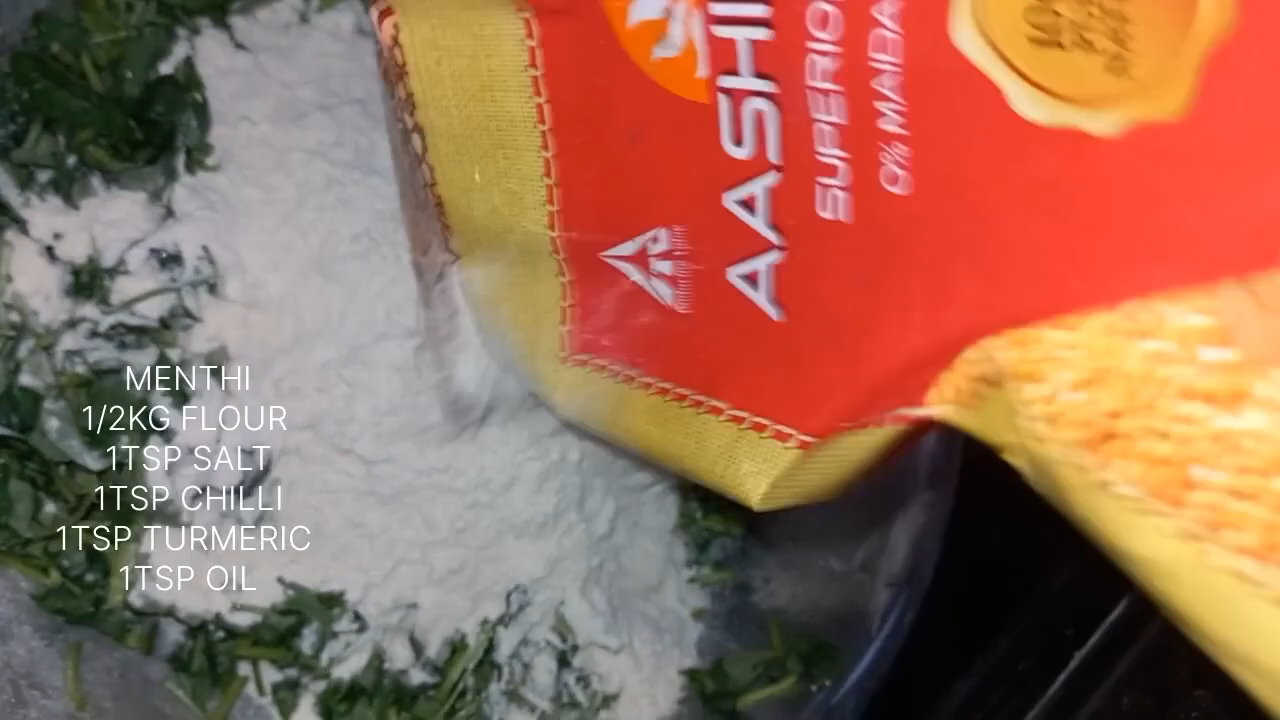 MENTHI
1/2KG FLOUR
1TSP SALT
1TSP CHILLI
1TSP TURMERIC
1TSP OIL
AASHI
SUPERIO
0% MAIDA